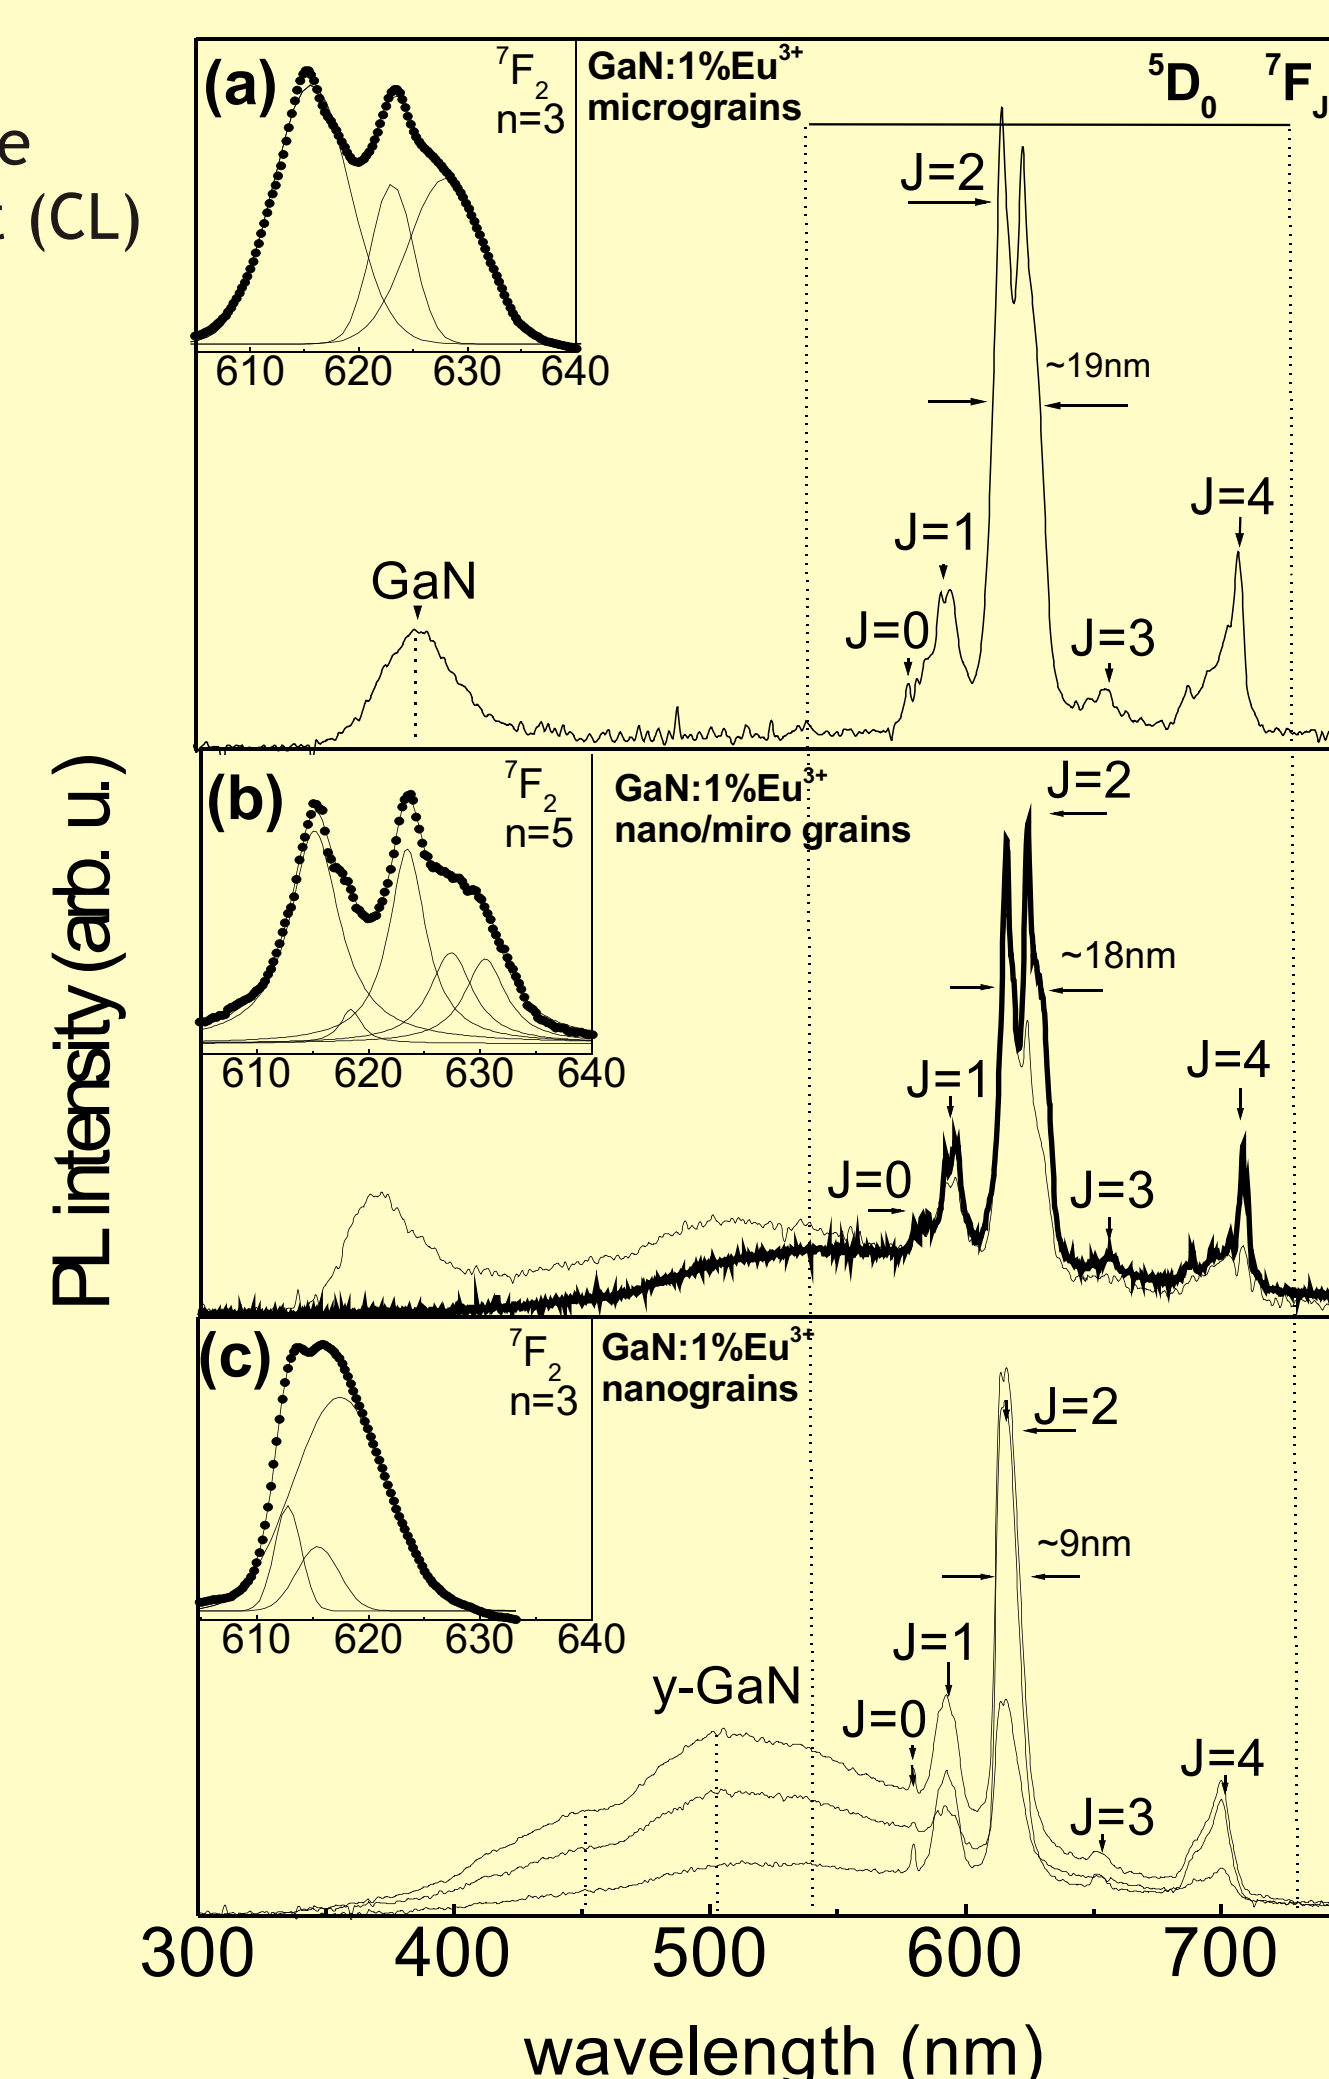 e
(CL)
PL intensity (arb. u.)
(a)
7F2
n=3
610 620 630 640
GaN:1%Eu3+
micrograins
5D0 7FJ
J=2
~19nm
J=4
J=1
J=0
J=3
GaN
(b)
7F2
n=5
610 620 630 640
GaN:1%Eu3+
nano/miro grains
J=2
~18nm
J=1
J=4
J=0
J=3
(c)
7F2
n=3
610 620 630 640
GaN:1%Eu3+
nanograins
J=2
~9nm
J=1
y-GaN
J=0
J=4
J=3
300 400 500 600 700
wavelength (nm)